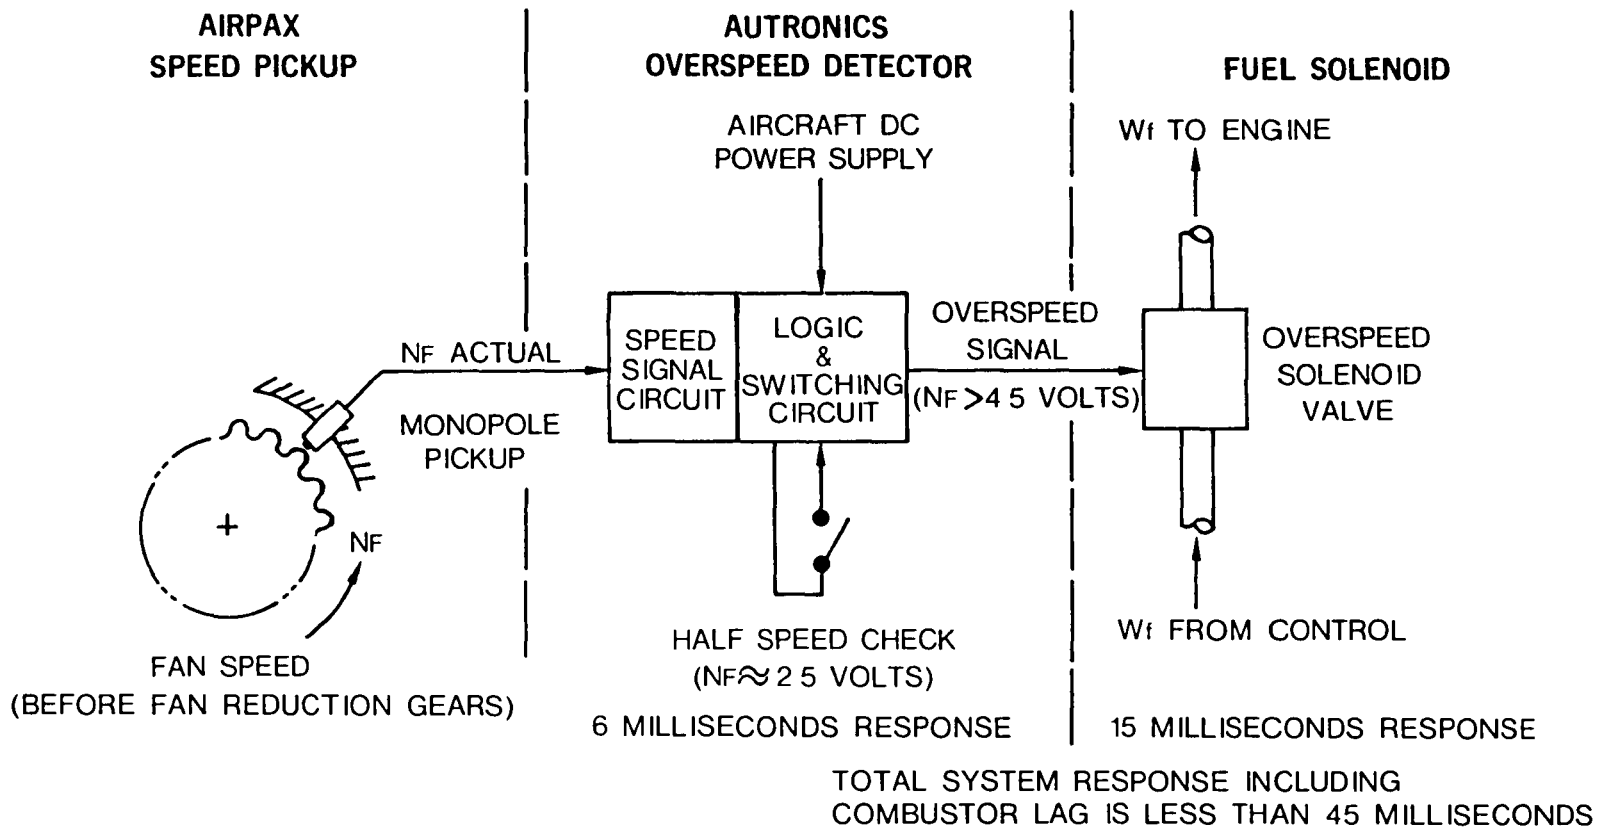 AIRPAX
SPEED PICKUP
AUTRONICS
OVERSPEED DETECTOR
FUEL SOLENOID
AIRCRAFT DC
POWER SUPPLY
Wf TO ENGINE
NF ACTUAL
MONOPOLE
PICKUP
SPEED
SIGNAL
CIRCUIT
LOGIC
&
SWITCHING
CIRCUIT
OVERSPEED
SIGNAL
(NF>4 5 VOLTS)
OVERSPEED
SOLENOID
VALVE
NF
FAN SPEED
(BEFORE FAN REDUCTION GEARS)
HALF SPEED CHECK
(NF≈2 5 VOLTS)
Wf FROM CONTROL
6 MILLISECONDS RESPONSE
15 MILLISECONDS RESPONSE
TOTAL SYSTEM RESPONSE INCLUDING
COMBUSTOR LAG IS LESS THAN 45 MILLISECONDS